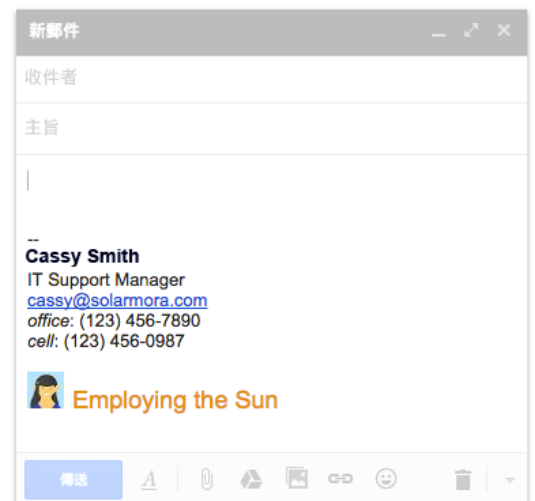 新郵件
收件者
主旨
--
Cassy Smith
IT Support Manager
cassy@solarmora.com
office: (123) 456-7890
cell: (123) 456-0987
Employing the Sun
傳送 A